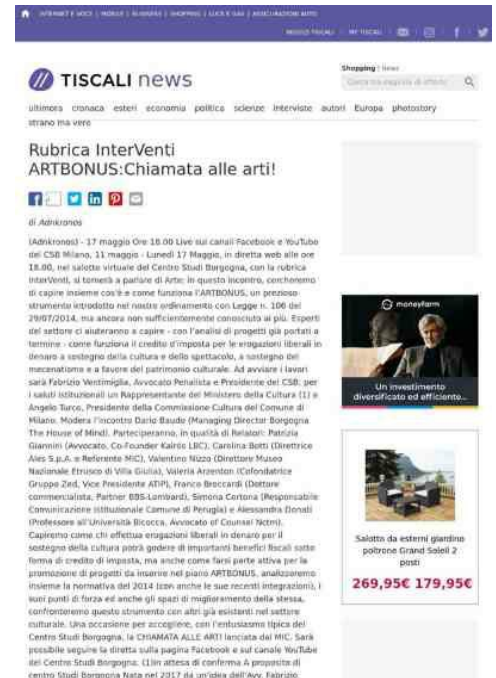 INTERNET E VOCE | MOBILE | BUSINESS | SHOPPING | LUCE E GAS | ASSICURAZIONI AUTO
NEGOZI TISCALI | MY TISCALI
TISCALI news
Shopping | News
ultimora cronaca esteri economia politica scienze interviste autori Europa photostory
strano ma vero
Rubrica InterVenti
ARTBONUS:Chiamata alle arti!
di Adnkronos
(Adnkronos) - 17 maggio Ore 18.00 Live sui canali Facebook e YouTube
del CSB Milano, 11 maggio - Lunedì 17 Maggio, in diretta web alle ore
18.00, nel salotto virtuale del Centro Studi Borgogna, con la rubrica
InterVenti, si tornerà a parlare di Arte; in questo incontro, cercheremo
di capire insieme cos'è e come funziona l'ARTBONUS, un prezioso
strumento introdotto nel nostro ordinamento con Legge n. 106 del
29/07/2014, ma ancora non sufficientemente conosciuto ai più. Esperti
del settore ci aiuteranno a capire - con l'analisi di progetti già portati a
termine - come funziona il credito d'imposta per le erogazioni liberali in
denaro a sostegno della cultura e dello spettacolo, a sostegno del
mecenatismo e a favore del patrimonio culturale. Ad avviare i lavori
sarà Fabrizio Ventimiglia, Avvocato Penalista e Presidente del CSB, per
i saluti istituzionali un Rappresentante del Ministero della Cultura (1) e
Angelo Turco, Presidente della Commissione Cultura del Comune di
Milano. Modera l'incontro Dario Baudo (Managing Director Borgogna
The House of Mind). Parteciperanno, in qualità di Relatori: Patrizia
Giannini (Avvocato, Co-Founder Kairós LBC), Carolina Botti (Direttrice
Ales S.p.A. e Referente MIC), Valentino Nizzo (Direttore Museo
Nazionale Etrusco di Villa Giulia), Valeria Arzenton (Cofondatrice
Gruppo Zed, Vice Presidente ATIP), Franco Broccardi (Dottore
commercialista, Partner BBS-Lombard), Simona Cortona (Responsabile
Comunicazione Istituzionale Comune di Perugia) e Alessandra Donati
(Professore all'Università Bicocca, Avvocato of Counsel Nctm).
Capiremo come chi effettua erogazioni liberali in denaro per il
sostegno della cultura potrà godere di importanti benefici fiscali sotto
forma di credito di imposta, ma anche come farsi parte attiva per la
promozione di progetti da inserire nel piano ARTBONUS, analizzeremo
insieme la normativa del 2014 (con anche le sue recenti integrazioni), i
suoi punti di forza ed anche gli spazi di miglioramento della stessa,
confronteremo questo strumento con altri già esistenti nel settore
culturale. Una occasione per accogliere, con l'entusiasmo tipico del
Centro Studi Borgogna, la CHIAMATA ALLE ARTI lanciata dal MIC. Sarà
possibile seguire la diretta sulla pagina Facebook e sul canale YouTube
del Centro Studi Borgogna. (1)In attesa di conferma A proposito di
centro Studi Borgogna Nata nel 2017 da un'idea dell'Avv. Fabrizio
moneyfarm
Un investimento
diversificato ed efficiente...
Salotto da esterni giardino
poltrone Grand Soleil 2
posti
269,95€ 179,95€